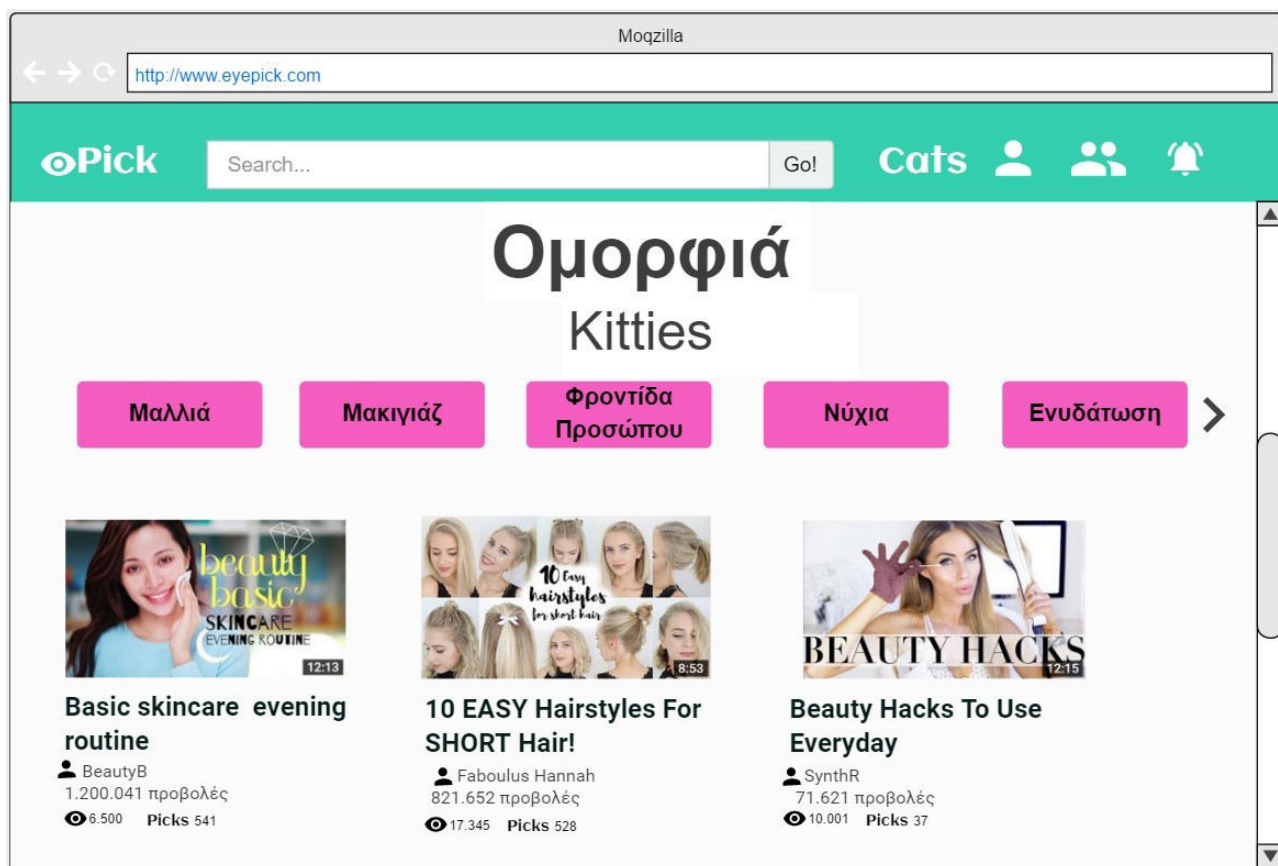 Moqzilla
http://www.eyepick.com
Pick
Search...
Go!
Cats
Ομορφιά
Kitties
Μαλλιά
Μακιγιάζ
Φροντίδα
Προσώπου
Νύχια
Ενυδάτωση
beauty
basic
SKINCARE
EVENING ROUTINE
12:13
10 Easy
hairstyles
for short hair
8:53
BEAUTY HACKS
12:15
Basic skincare evening
routine
BeautyB
1.200.041 προβολές
6.500 Picks 541
10 EASY Hairstyles For
SHORT Hair!
Faboulus Hannah
821.652 προβολές
17.345 Picks 528
Beauty Hacks To Use
Everyday
SynthR
71.621 προβολές
10.001 Picks 37